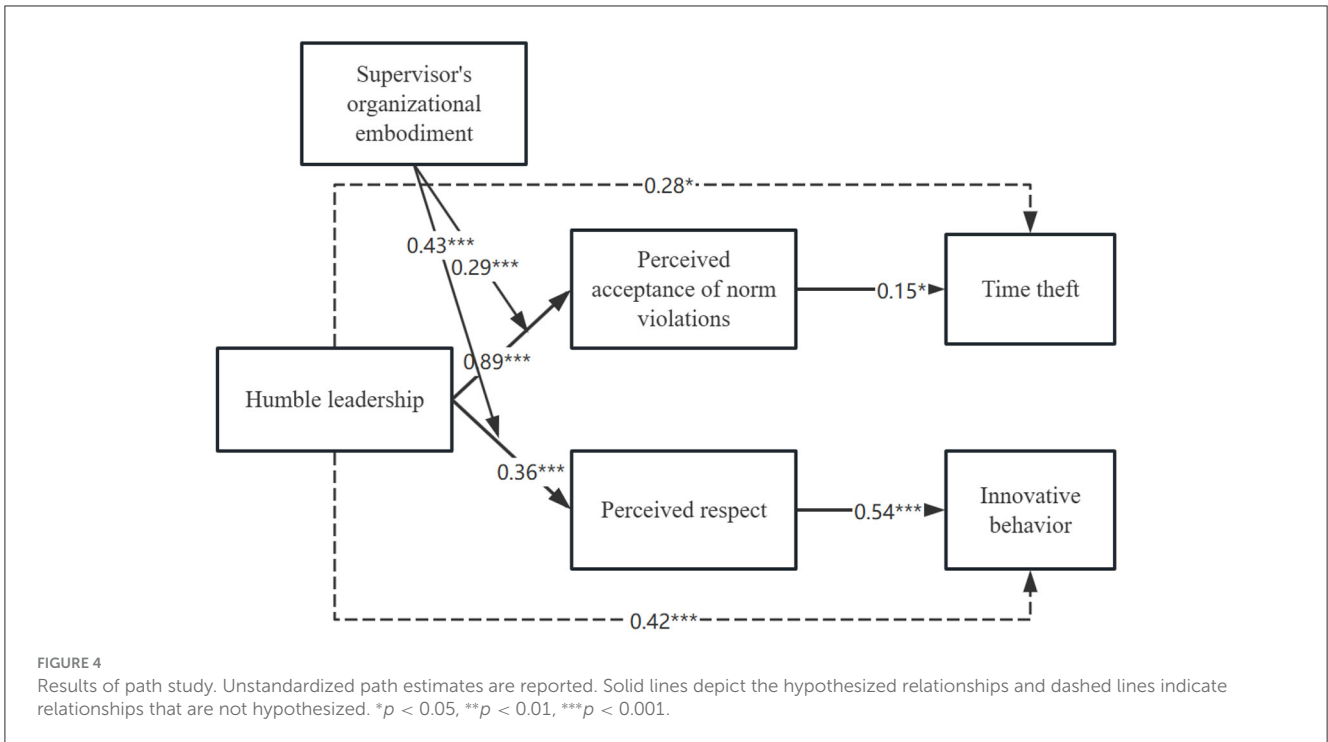 Supervisor's
organizational
embodiment
0.28*
0.43***
0.29***
Perceived
acceptance of norm
violations
0.15*
Time theft
0.89***
Humble leadership
0.36***
Perceived respect
0.54***
Innovative
behavior
0.42***
FIGURE 4
Results of path study. Unstandardized path estimates are reported. Solid lines depict the hypothesized relationships and dashed lines indicate
relationships that are not hypothesized. *p < 0.05, **p < 0.01, ***p < 0.001.